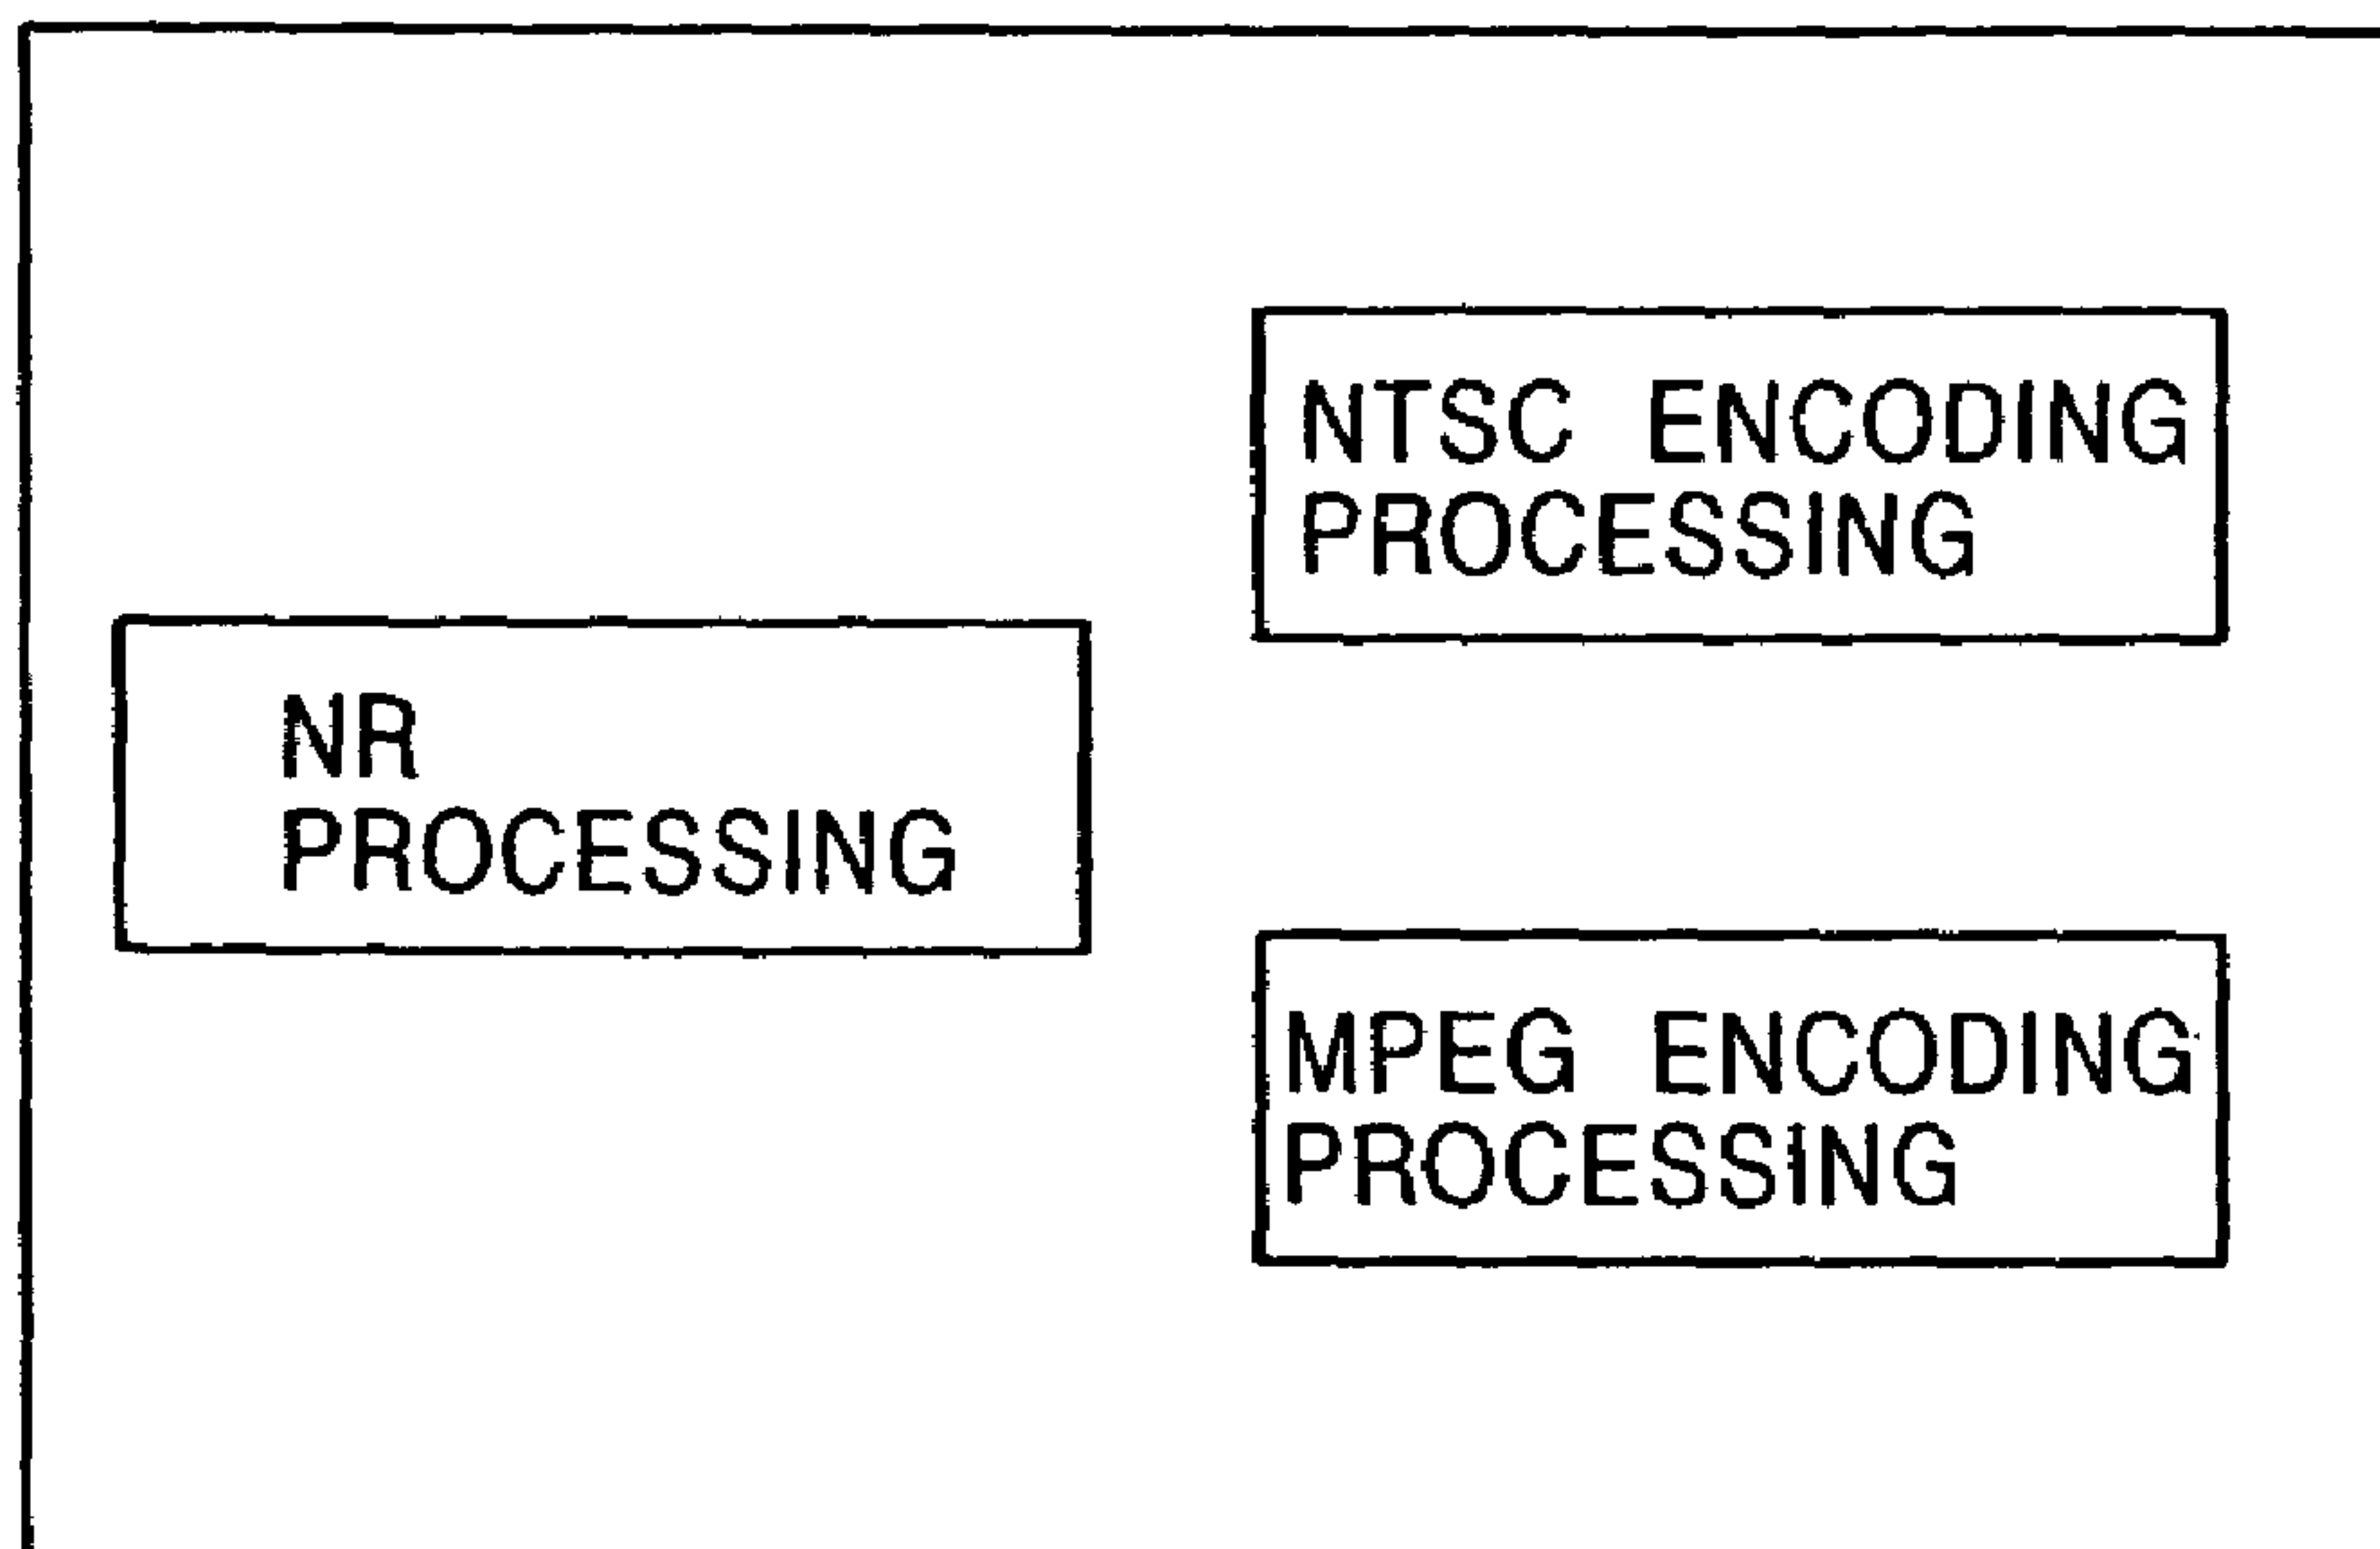 NTSC ENCODING
PROCESSING
NR
PROCESSING
MPEG ENCODING
PROCESSING